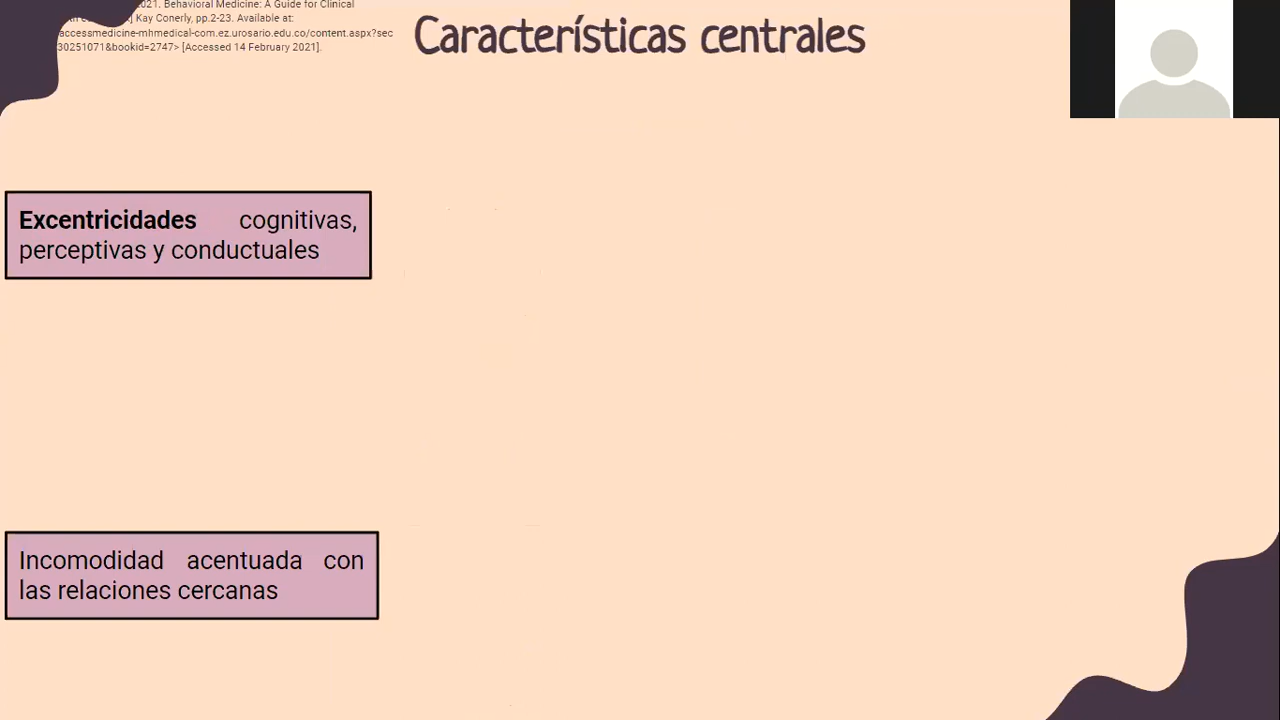 2021. Behavioral Medicine: A Guide for Clinical
Kay Conerly, pp.2-23. Available at:
accessmedicine-mhmedical-com.ez.urosario.edu.co/content.aspx?sec
30251071&bookid=2747> [Accessed 14 February 2021].
Características centrales
Excentricidades cognitivas,
perceptivas y conductuales
Incomodidad acentuada con
las relaciones cercanas